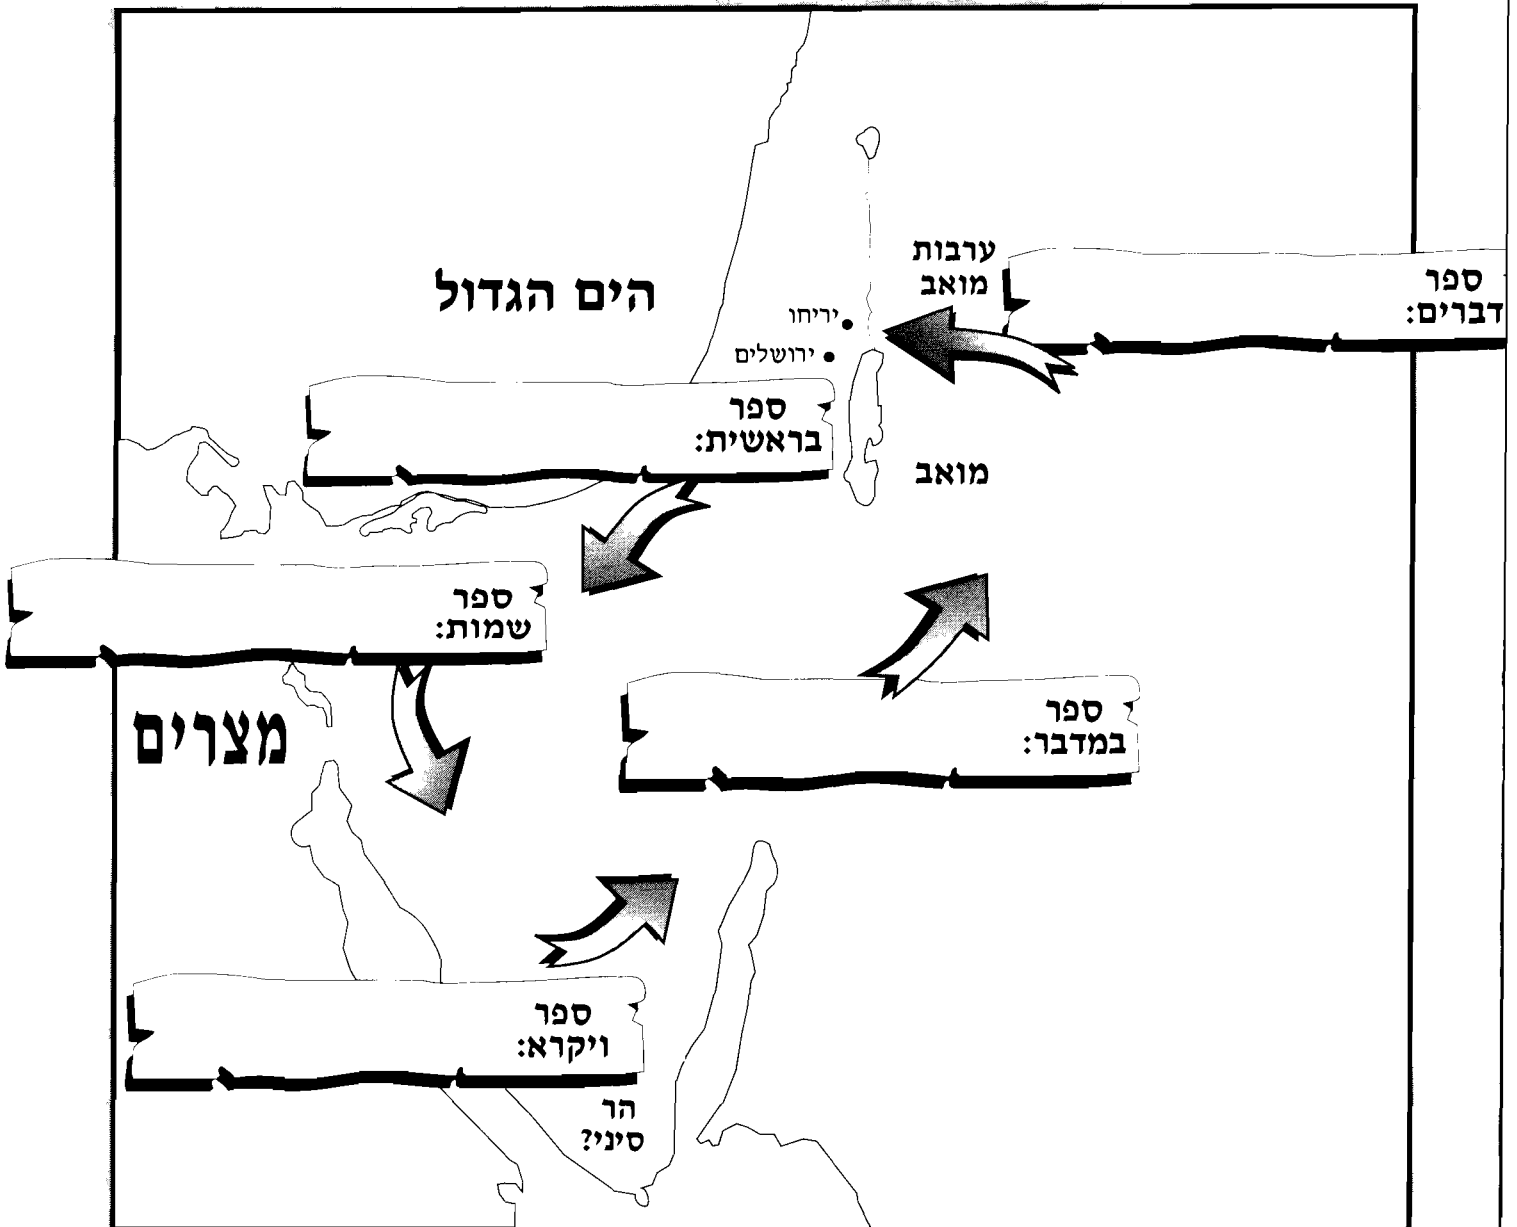 ערבות
מואב
ספר
דברים:
הים הגדול
יריחו
ירושלים
ספר
בראשית:
מואב
ספר
שמות:
מצרים
ספר
במדבר:
ספר
ויקרא:
הר
סיני?